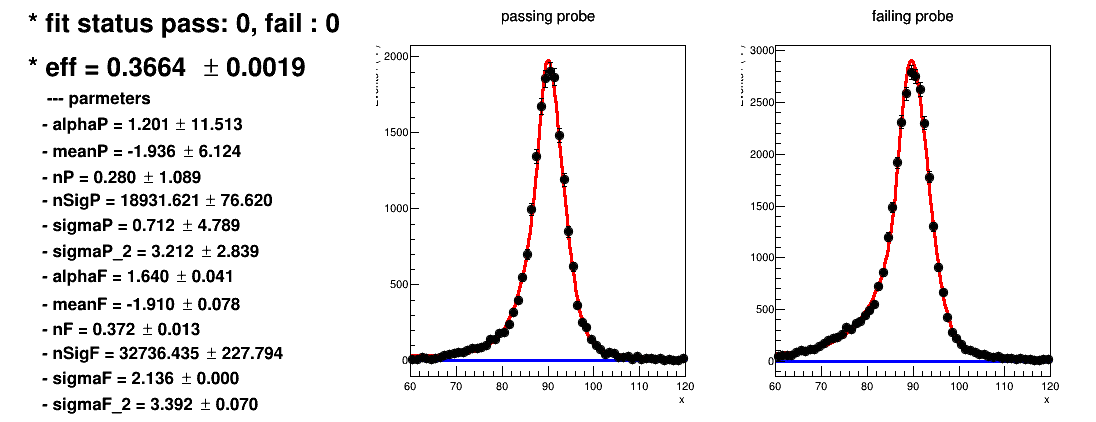 * fit status pass: 0, fail : 0
* eff = 0.3664 ± 0.0019
--- parmeters
- alphaP = 1.201 ± 11.513
- meanP = -1.936 ± 6.124
- nP = 0.280 ± 1.089
- nSigP = 18931.621 ± 76.620
- sigmaP = 0.712 ± 4.789
- sigmaP_2 = 3.212 ± 2.839
- alphaF = 1.640 ± 0.041
- meanF = -1.910 ± 0.078
- nF = 0.372 ± 0.013
- nSigF = 32736.435 ± 227.794
- sigmaF = 2.136 ± 0.000
- sigmaF_2 = 3.392 ± 0.070
passing probe
2000
1500
1000
500
0
60 70 80 90 100 110 120
x
failing probe
3000
2500
2000
1500
1000
500
0
60 70 80 90 100 110 120
x